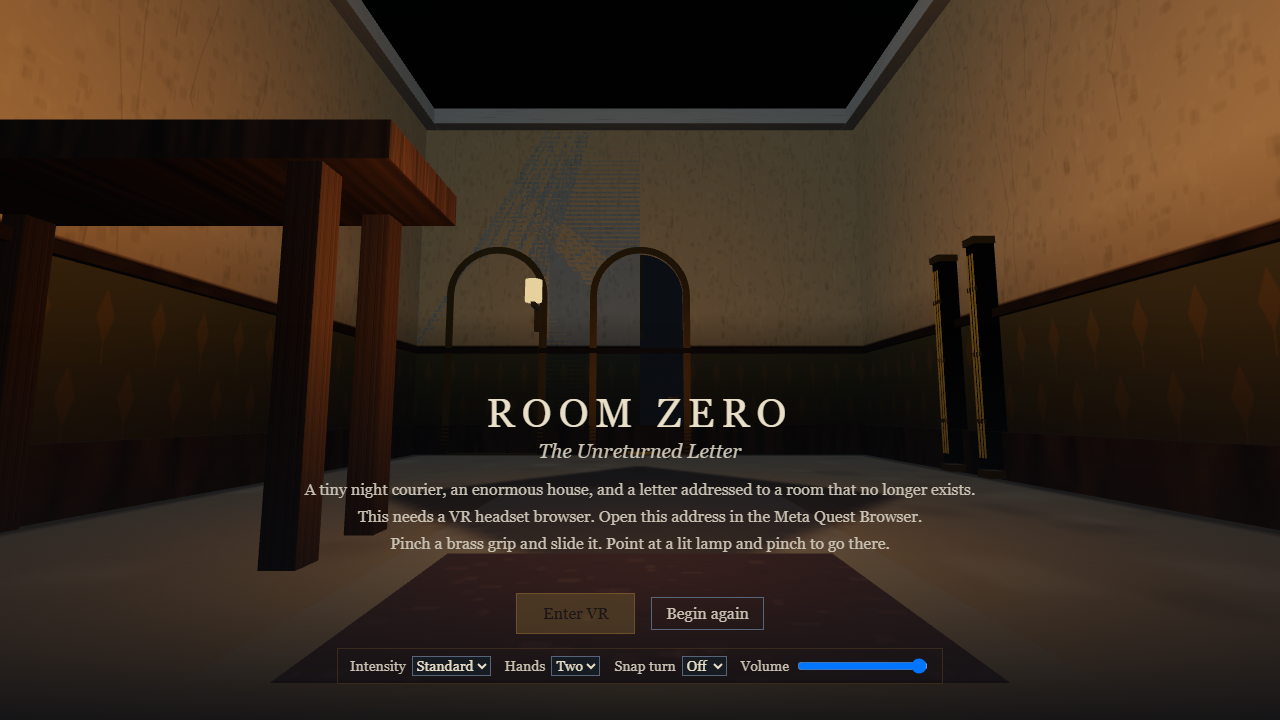 ROOM ZERO
The Unreturned Letter
A tiny night courier, an enormous house, and a letter addressed to a room that no longer exists.
This needs a VR headset browser. Open this address in the Meta Quest Browser.
Pinch a brass grip and slide it. Point at a lit lamp and pinch to go there.
Enter VR Begin again
Intensity Standard Hands Two Snap turn Off Volume